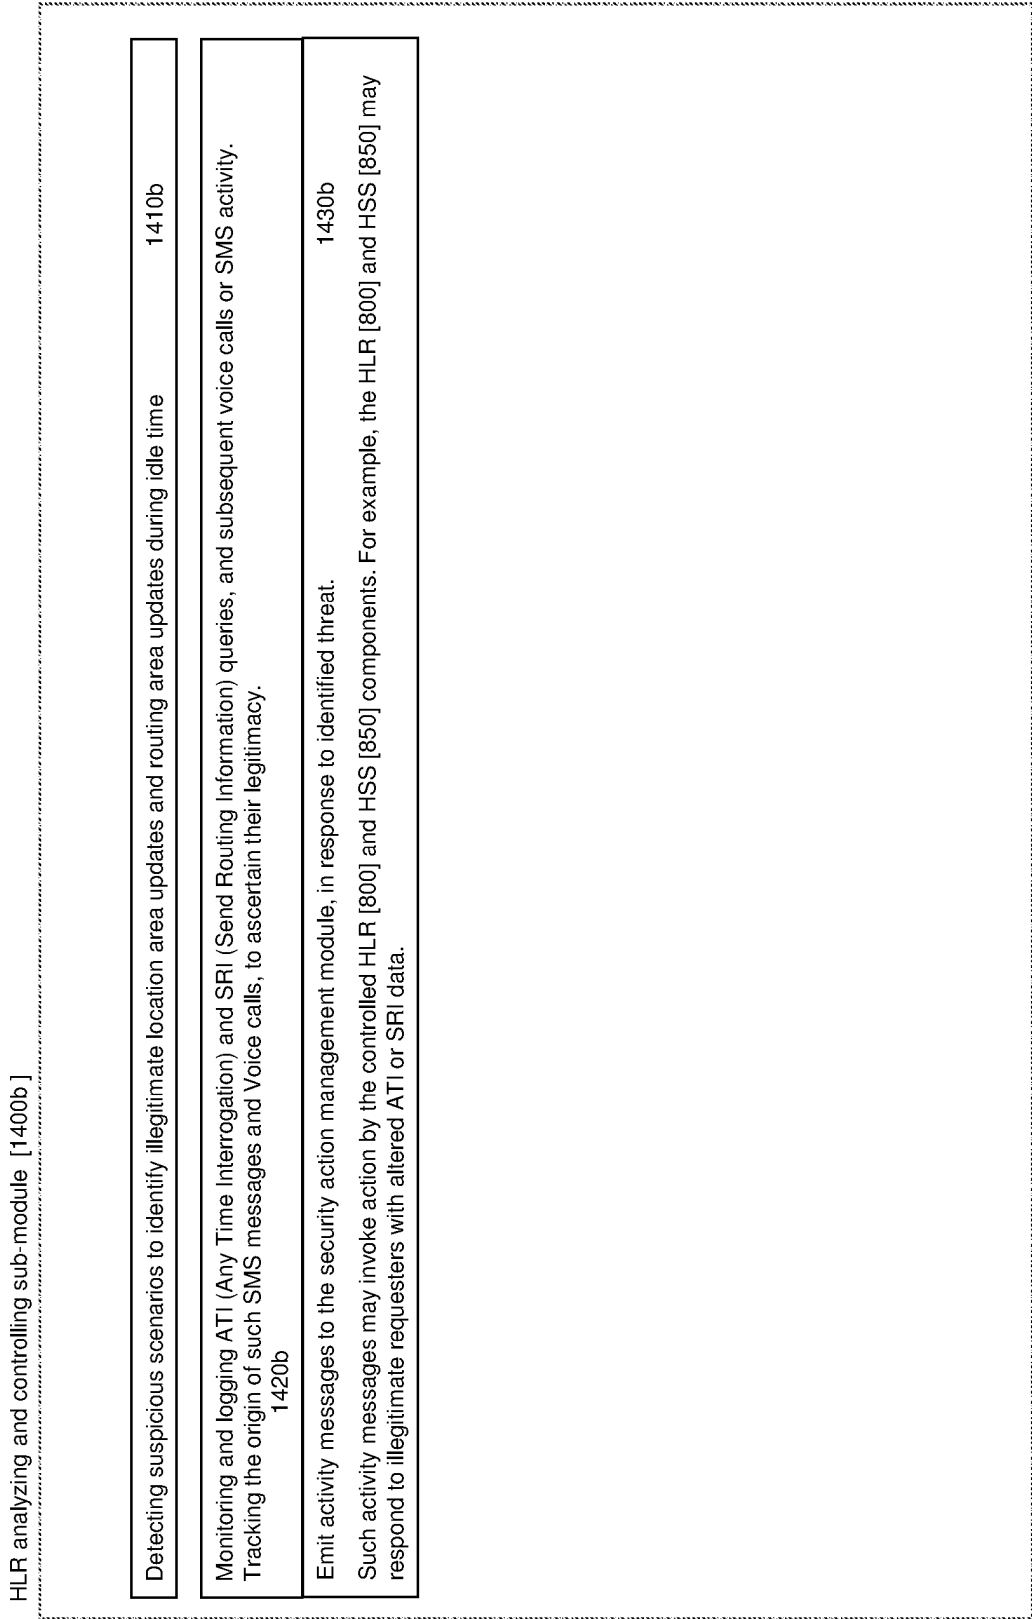 HLR analyzing and controlling sub-module [1400b ]
Detecting suspicious scenarios to identify illegitimate location area updates and routing area updates during idle time 1410b
Monitoring and logging ATI (Any Time Interrogation) and SRI (Send Routing Information) queries, and subsequent voice calls or SMS activity.
Tracking the origin of such SMS messages and Voice calls, to ascertain their legitimacy.
1420b
Emit activity messages to the security action management module, in response to identified threat. 1430b
Such activity messages may invoke action by the controlled HLR [800] and HSS [850] components. For example, the HLR [800] and HSS [850] may
respond to illegitimate requesters with altered ATI or SRI data.